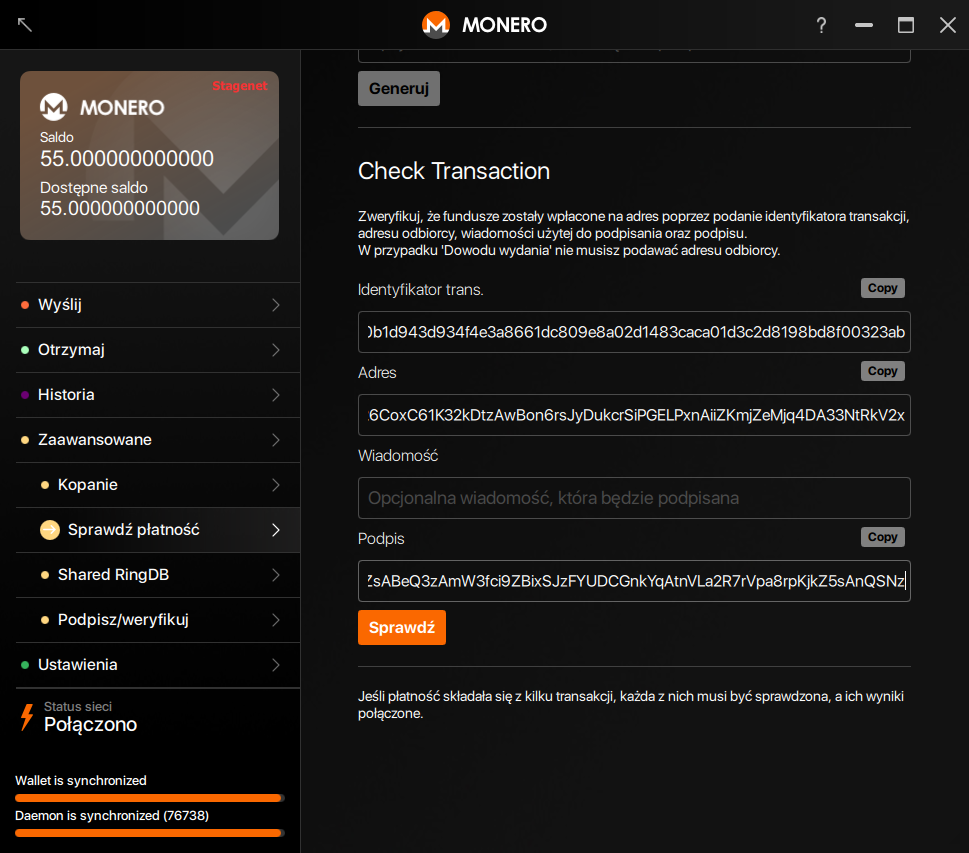 MONERO
?
Stagenet
MONERO
Saldo
55.000000000000
Dostępne saldo
55.000000000000
Wyślij
Otrzymaj
Historia
Zaawansowane
Kopanie
Sprawdź płatność
Shared RingDB
Podpisz/weryfikuj
Ustawienia
Status sieci
Połączono
Wallet is synchronized
Daemon is synchronized (76738)
Generuj
Check Transaction
Zweryfikuj, że fundusze zostały wpłacone na adres poprzez podanie identyfikatora transakcji,
adresu odbiorcy, wiadomości użytej do podpisania oraz podpisu.
W przypadku 'Dowodu wydania' nie musisz podawać adresu odbiorcy.
Identyfikator trans.
Copy
b1d943d934f4e3a8661dc809e8a02d1483caca01d3c2d8198bd8f00323ab
Adres
Copy
6CoxC61K32kDtzAwBon6rsJyDukcrSiPGELPxnAiiZKmjZeMjq4DA33NtRkV2x
Wiadomość
Opcjonalna wiadomość, która będzie podpisana
Podpis
Copy
ZsABeQ3zAmW3fci9ZBixSJzFYUDCGnkYqAtnVLa2R7rVpa8rpKjkZ5sAnQSNz
Sprawdź
Jeśli płatność składała się z kilku transakcji, każda z nich musi być sprawdzona, a ich wyniki
połączone.